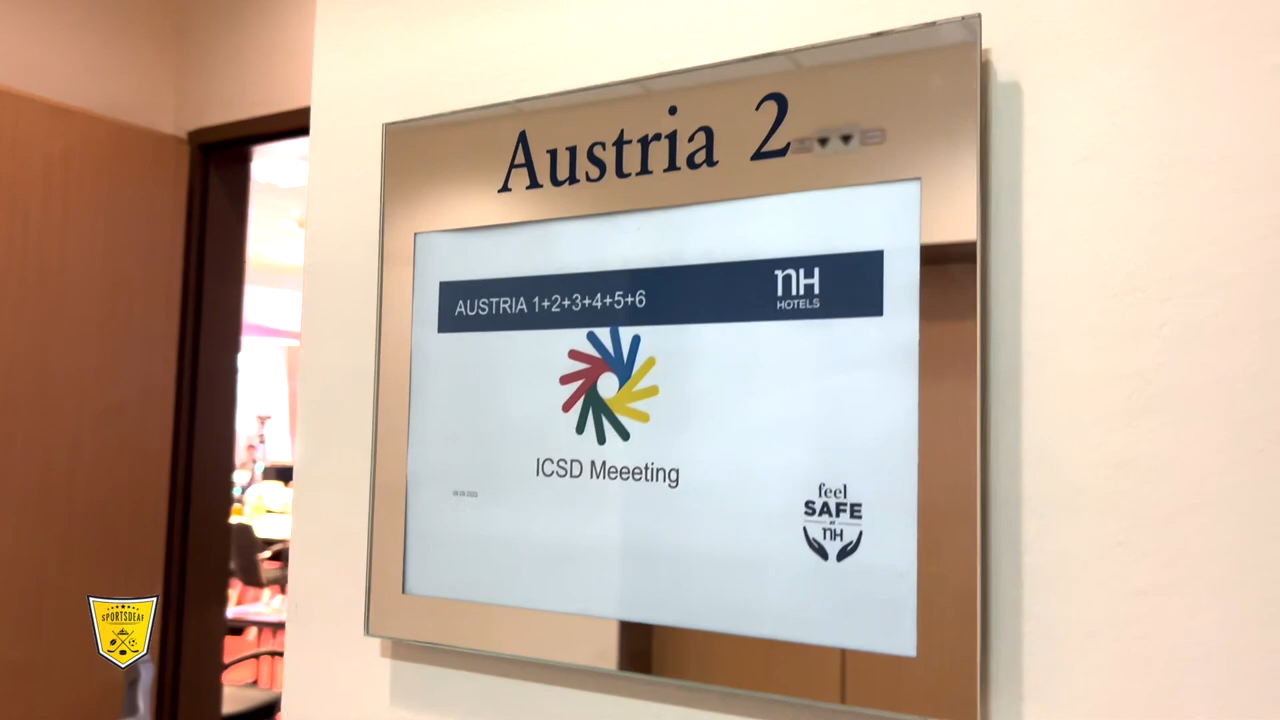 Austria 2
AUSTRIA 1+2+3+4+5+6
nH
HOTELS
ICSD Meeeting
feel
SAFE
at
nH
SPORTSDEAF